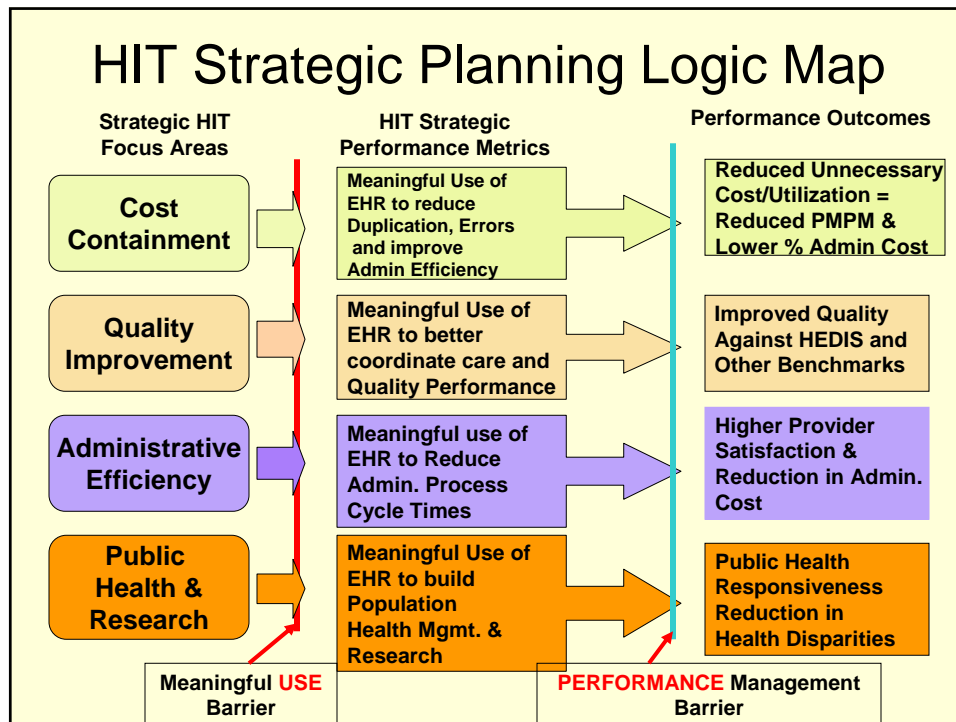 HIT Strategic Planning Logic Map
Strategic HIT
Focus Areas
HIT Strategic
Performance Metrics
Performance Outcomes
Cost
Containment
Meaningful Use of
EHR to reduce
Duplication, Errors
and improve
Admin Efficiency
Reduced Unnecessary
Cost/Utilization =
Reduced PMPM &
Lower % Admin Cost
Quality
Improvement
Meaningful Use of
EHR to better
coordinate care and
Quality Performance
Improved Quality
Against HEDIS and
Other Benchmarks
Administrative
Efficiency
Meaningful use of
EHR to Reduce
Admin. Process
Cycle Times
Higher Provider
Satisfaction &
Reduction in Admin.
Cost
Public
Health &
Research
Meaningful Use of
EHR to build
Population
Health Mgmt. &
Research
Public Health
Responsiveness
Reduction in
Health Disparities
Meaningful USE
Barrier
PERFORMANCE Management
Barrier